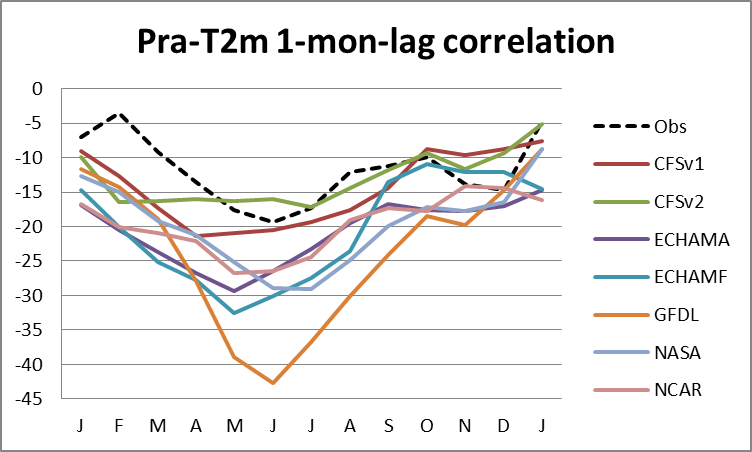 Pra-T2m 1-mon-lag correlation
0
-5
-10
-15
-20
-25
-30
-35
-40
-45
J F M A M J J A S O N D J
Obs
CFSv1
CFSv2
ECHAMA
ECHAMF
GFDL
NASA
NCAR